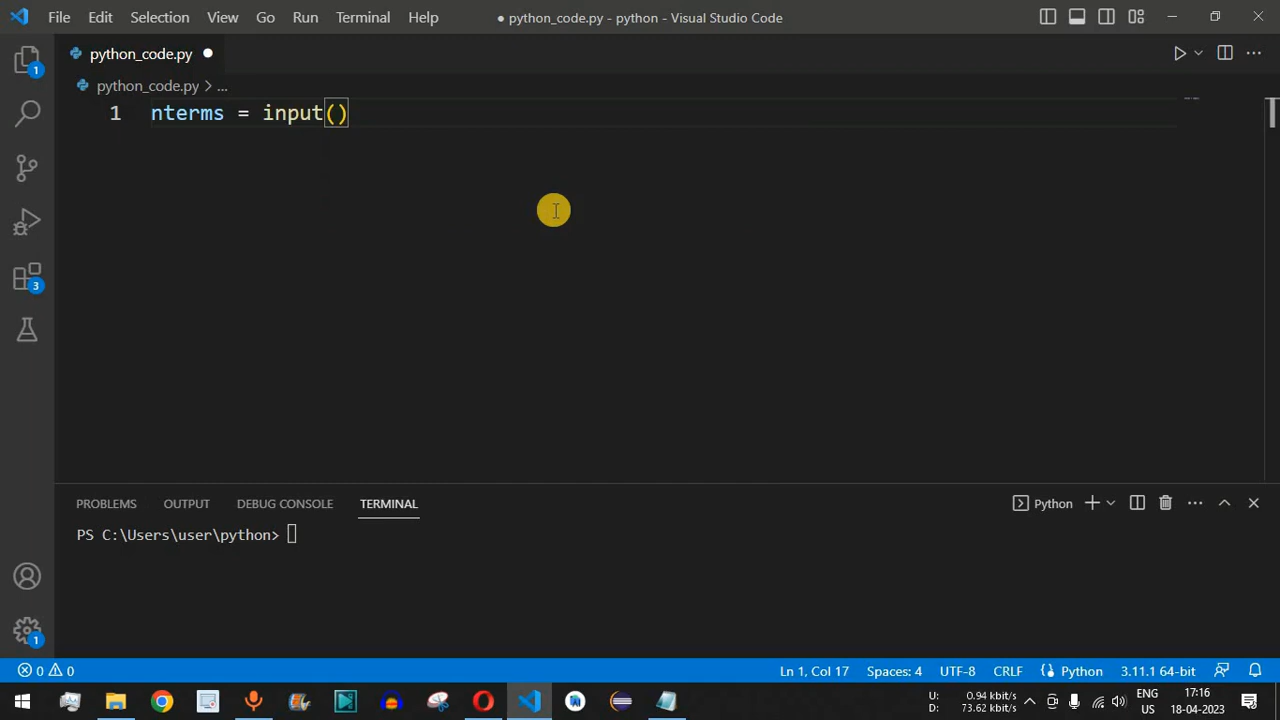 File Edit Selection View Go Run Terminal Help ● python_code.py - python - Visual Studio Code
python_code.py ●
python_code.py > ...
1 nterms = input()
PROBLEMS OUTPUT DEBUG CONSOLE TERMINAL Python
PS C:\Users\user\python>
1
3
1
0 0 Ln 1, Col 17 Spaces: 4 UTF-8 CRLF Python 3.11.1 64-bit
U: 0.94 kbit/s ENG 17:16
D: 73.62 kbit/s US 18-04-2023